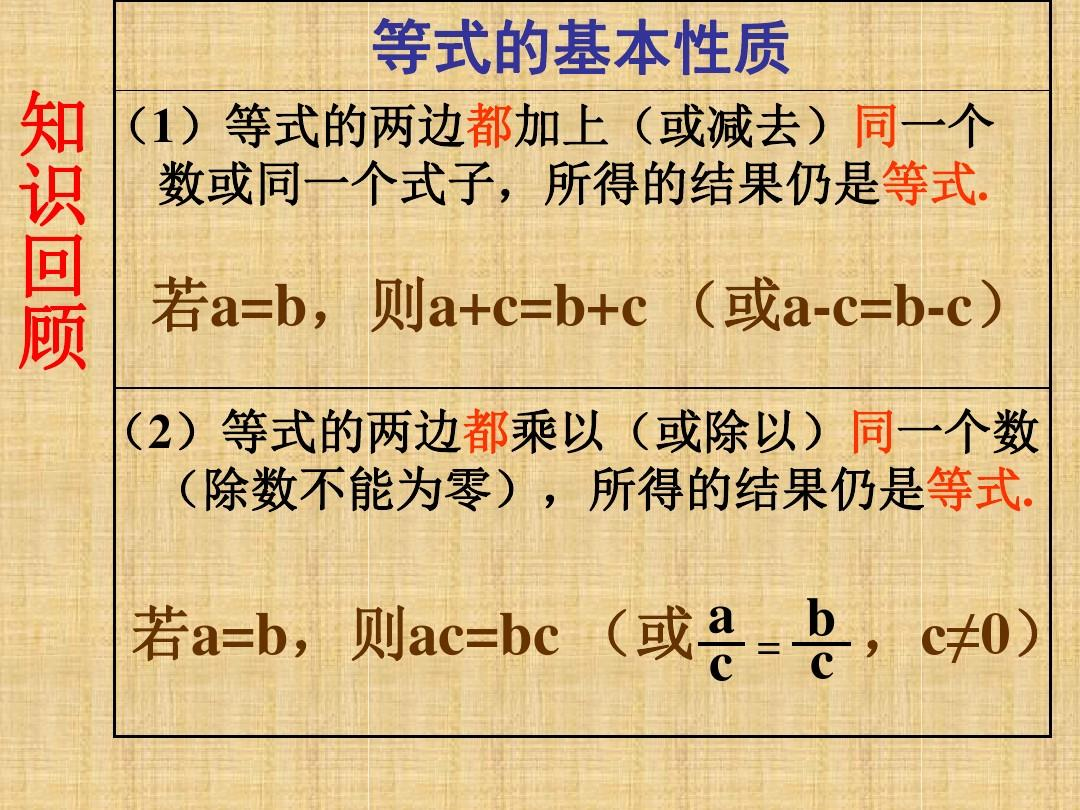 等式的基本性质
知识回顾
（1）等式的两边都加上（或减去）同一个
数或同一个式子，所得的结果仍是等式.
若a=b，则a+c=b+c （或a-c=b-c）
（2）等式的两边都乘以（或除以）同一个数
（除数不能为零），所得的结果仍是等式.
若a=b，则ac=bc （或a/c = b/c，c≠0）